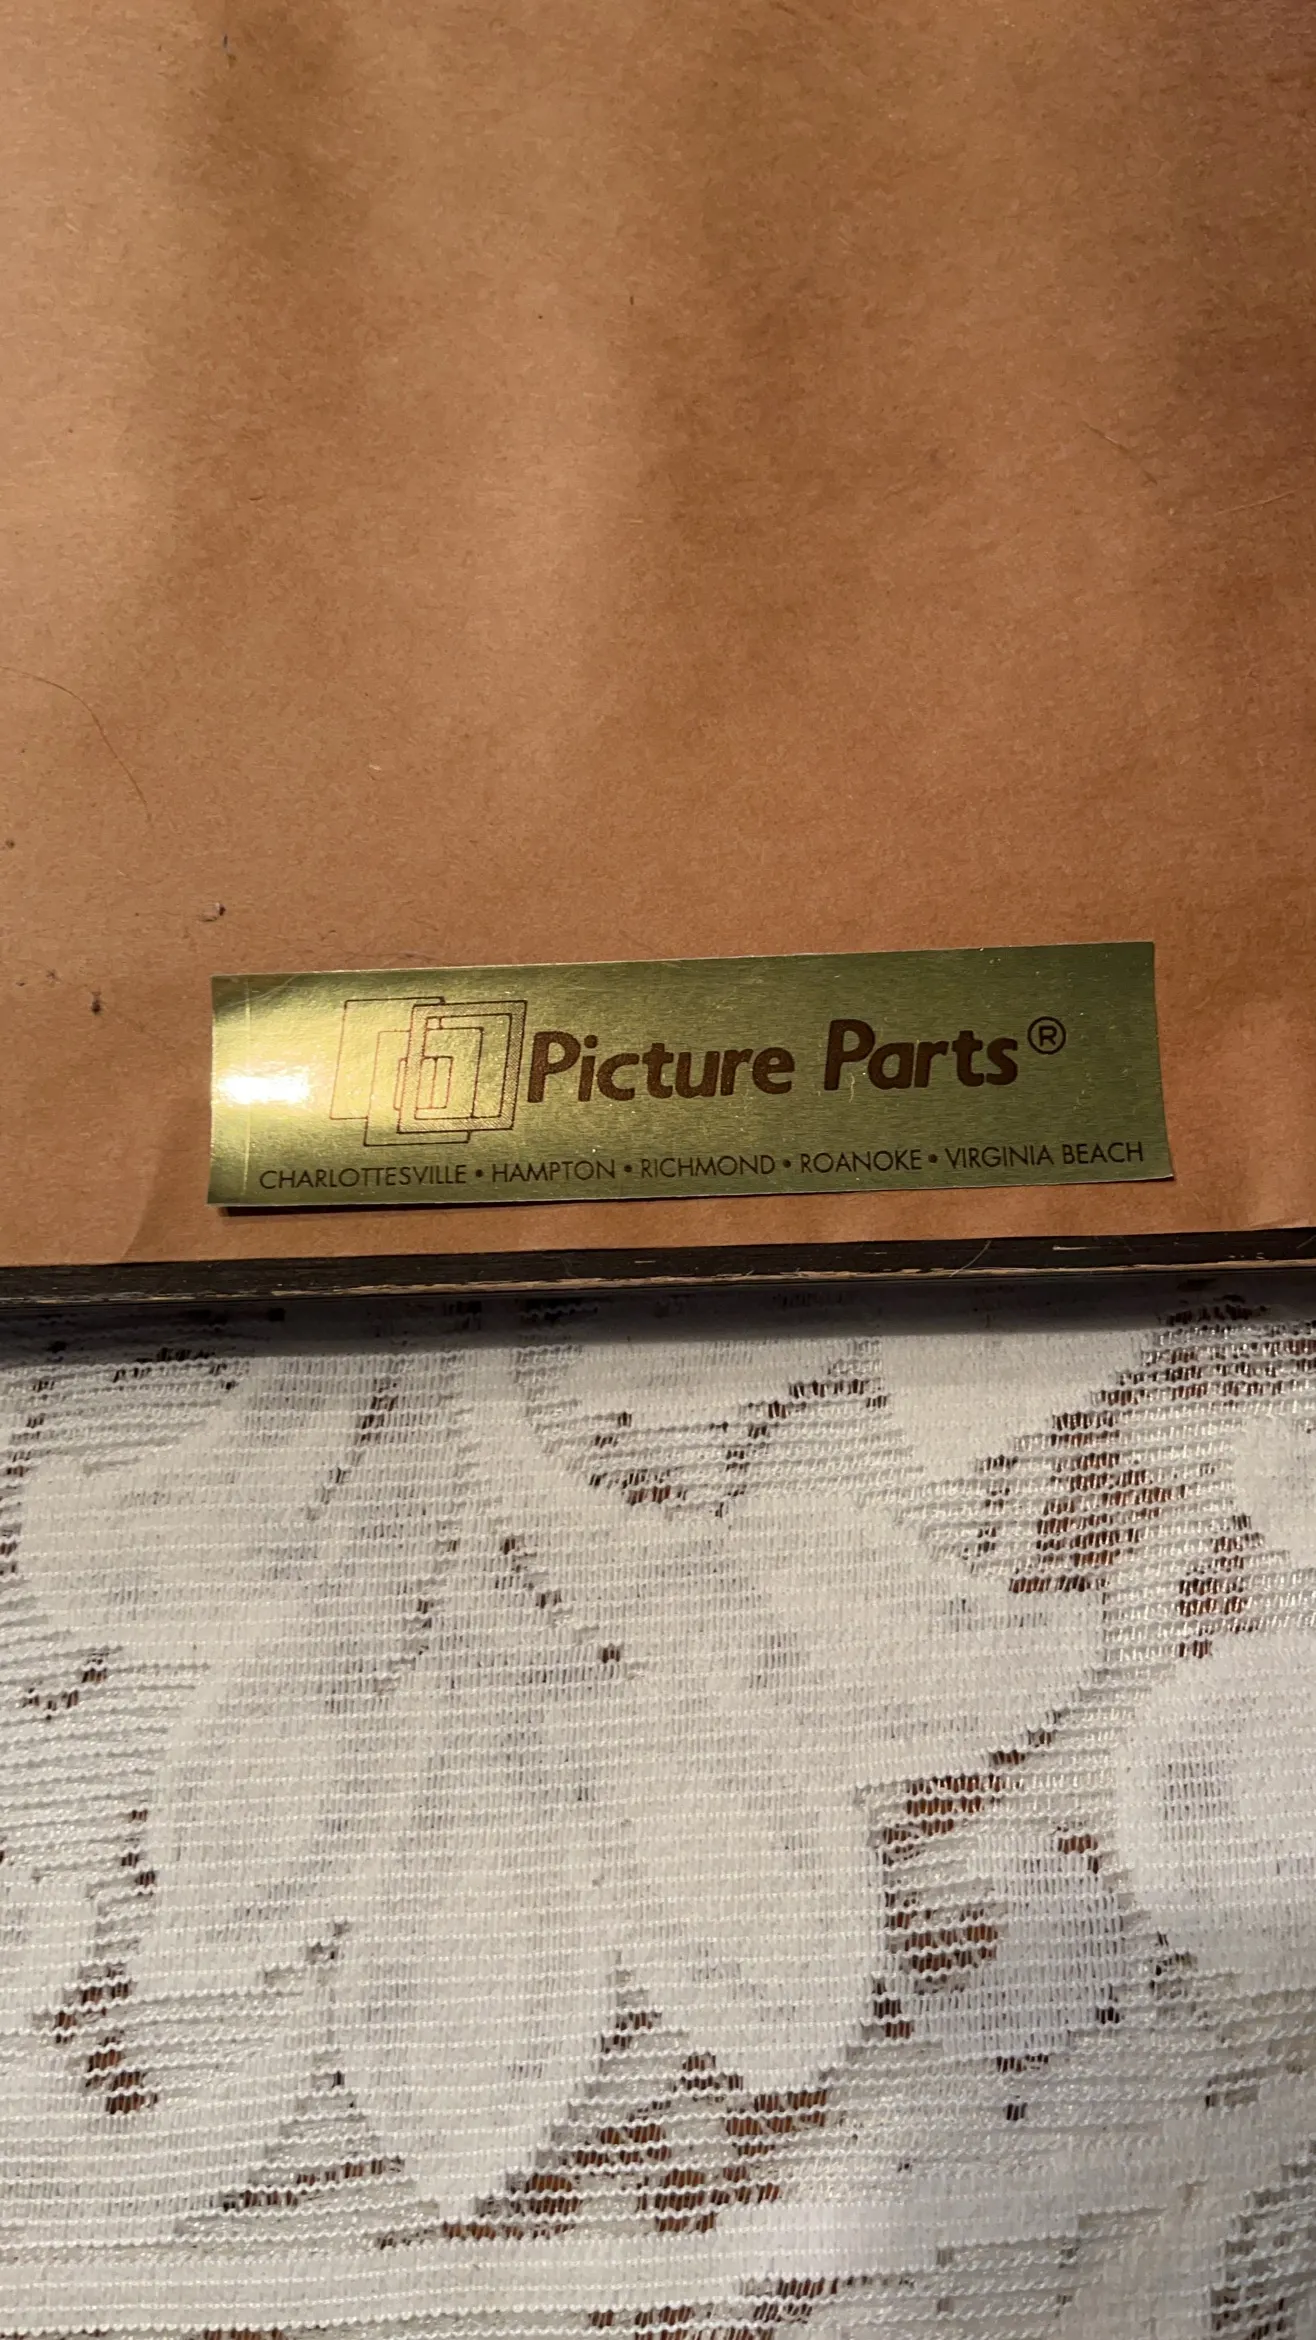 Picture Parts®
CHARLOTTESVILLE • HAMPTON • RICHMOND • ROANOKE • VIRGINIA BEACH